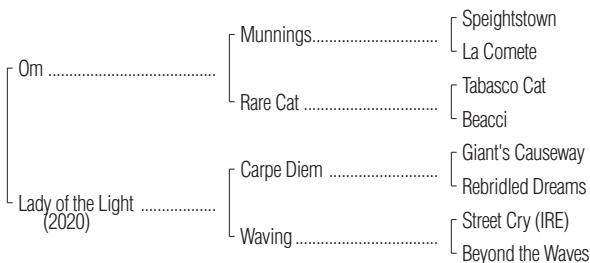 Speightstown
Munnings
La Comete
Om
Tabasco Cat
Rare Cat
Beacci
Giant's Causeway
Carpe Diem
Rebridled Dreams
Lady of the Light
(2020)
Street Cry (IRE)
Waving
Beyond the Waves